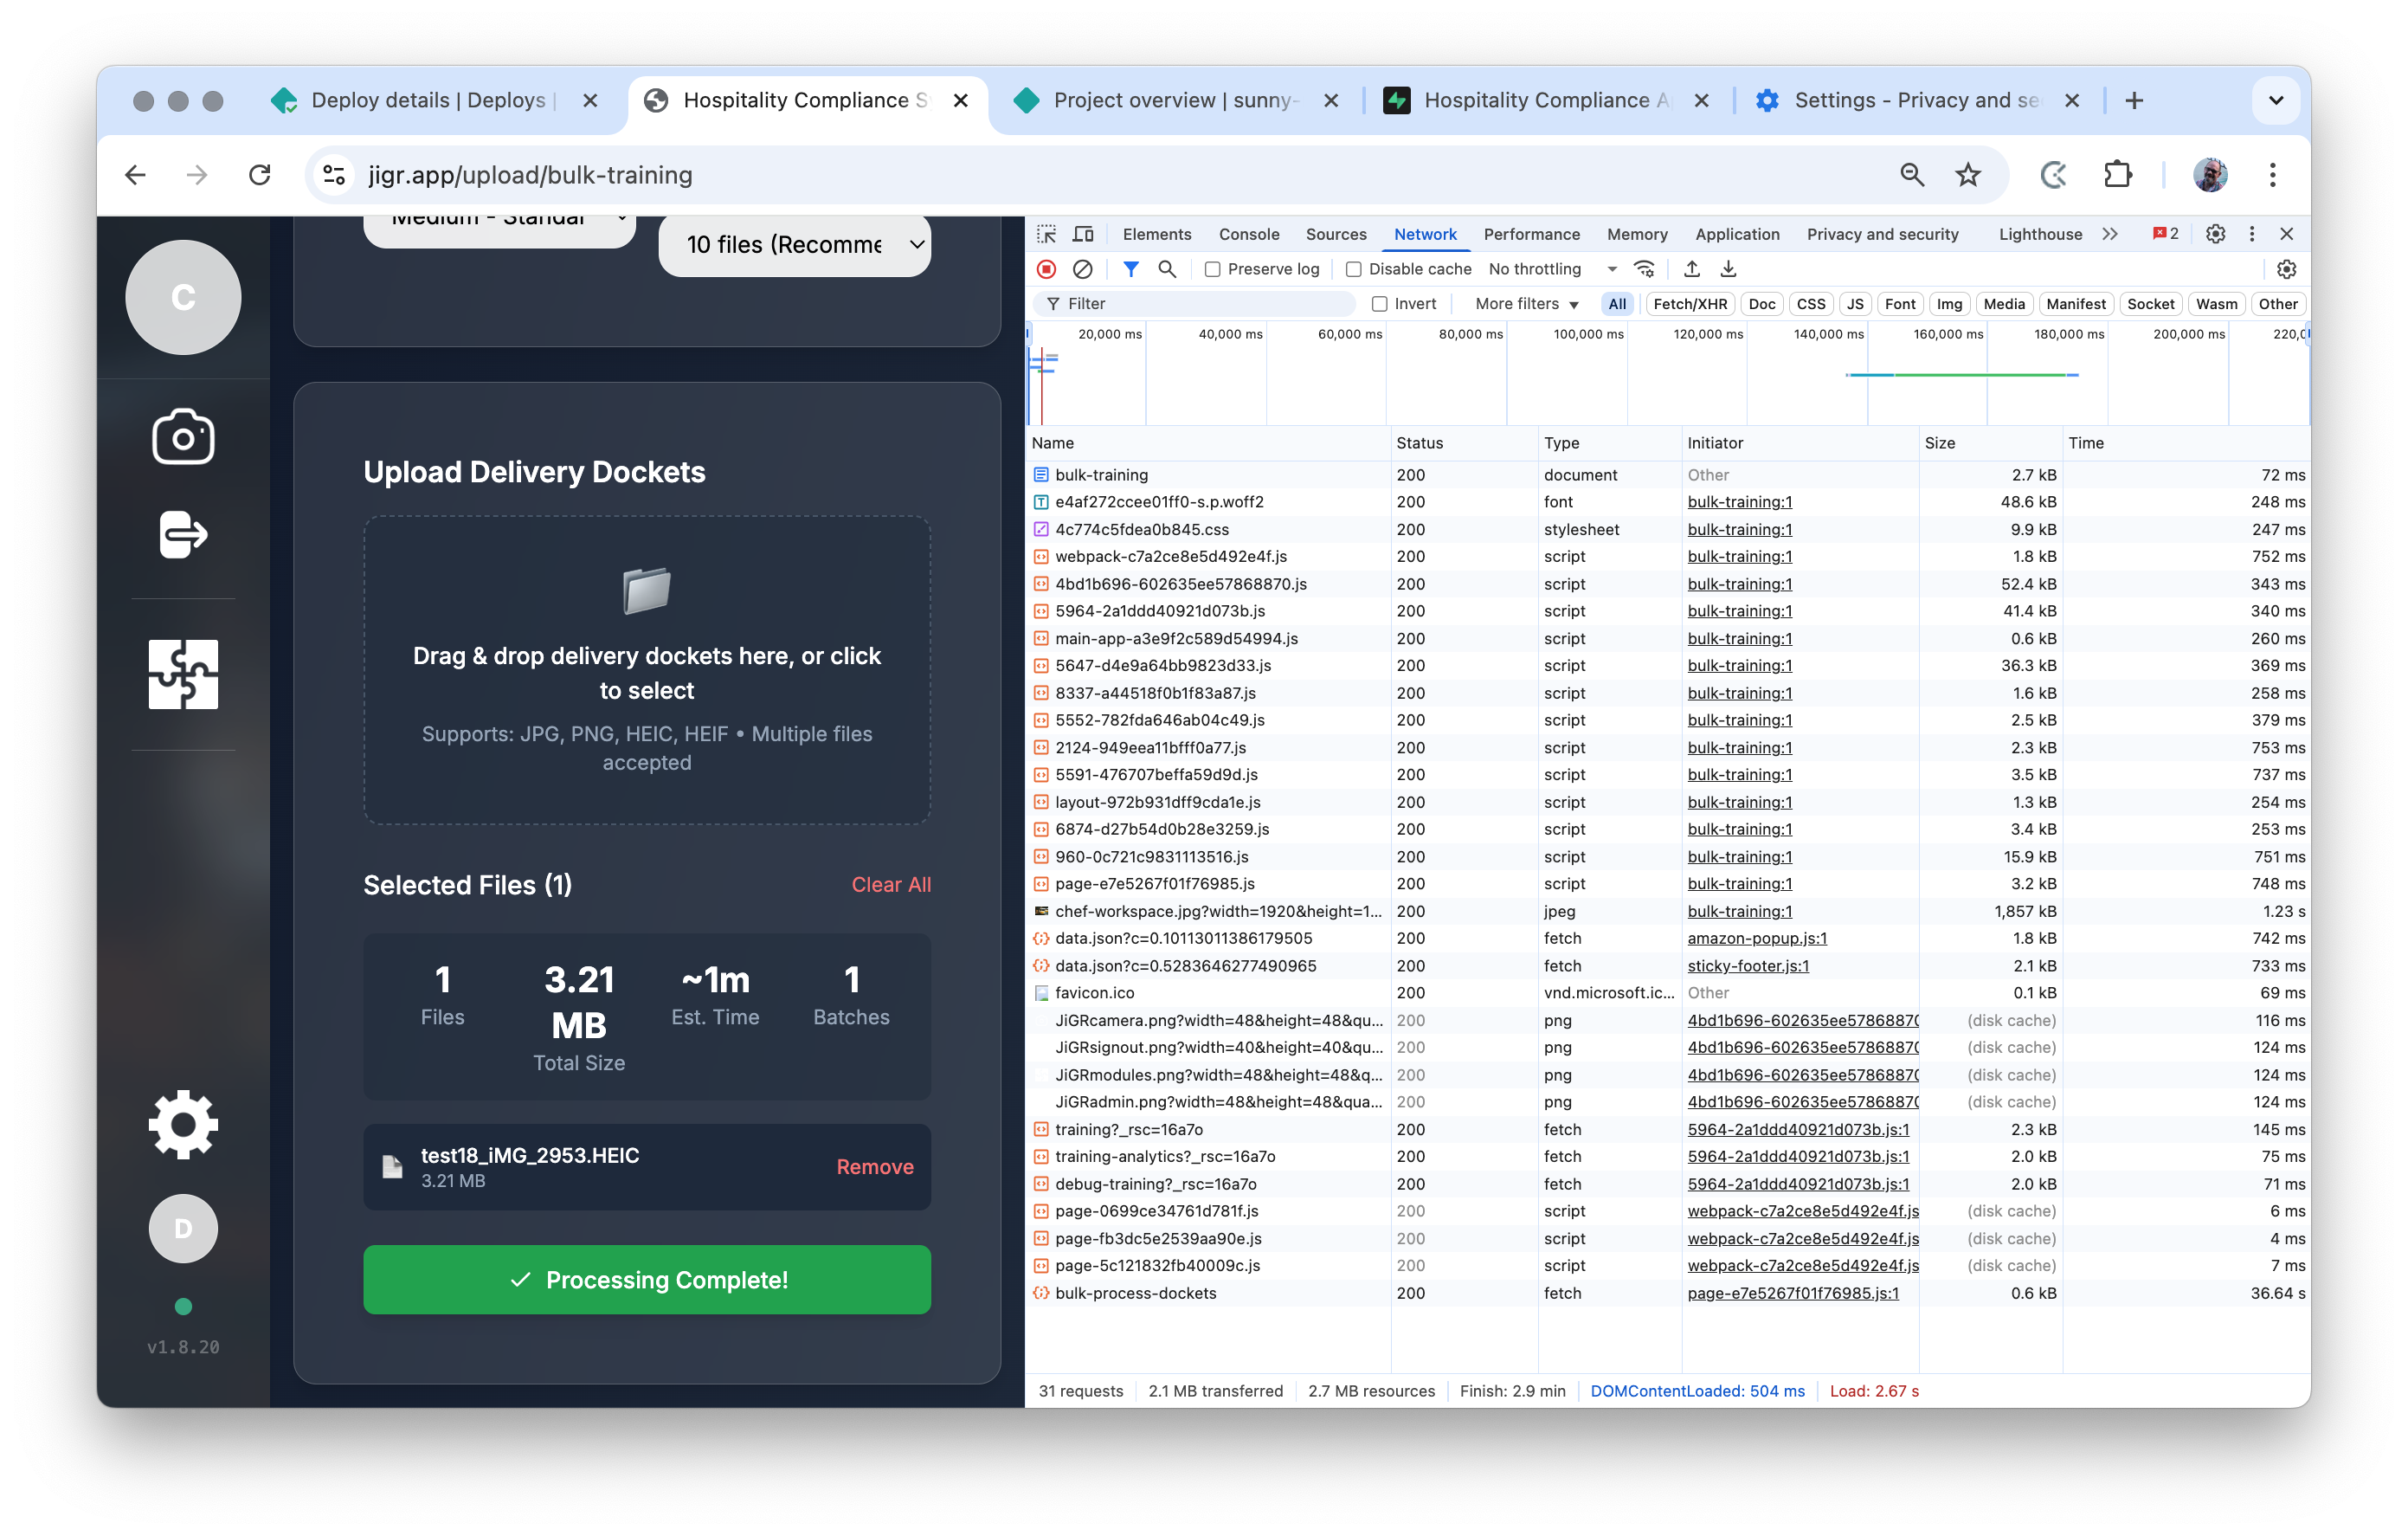 Deploy details | Deploys |
Hospitality Compliance S
Project overview | sunny-
Hospitality Compliance A
Settings - Privacy and se
jigr.app/upload/bulk-training
C
D
v1.8.20
Medium - Standar
10 files (Recomme
Upload Delivery Dockets
Drag & drop delivery dockets here, or click
to select
Supports: JPG, PNG, HEIC, HEIF • Multiple files
accepted
Selected Files (1)
Clear All
1
Files
3.21
MB
Total Size
~1m
Est. Time
1
Batches
test18_iMG_2953.HEIC
3.21 MB
Remove
Processing Complete!
Elements Console Sources Network Performance Memory Application Privacy and security Lighthouse 2
Preserve log Disable cache No throttling
Filter Invert More filters All Fetch/XHR Doc CSS JS Font Img Media Manifest Socket Wasm Other
20,000 ms 40,000 ms 60,000 ms 80,000 ms 100,000 ms 120,000 ms 140,000 ms 160,000 ms 180,000 ms 200,000 ms 220,0
Name Status Type Initiator Size Time
bulk-training 200 document Other 2.7 kB 72 ms
e4af272ccee01ff0-s.p.woff2 200 font bulk-training:1 48.6 kB 248 ms
4c774c5fdea0b845.css 200 stylesheet bulk-training:1 9.9 kB 247 ms
webpack-c7a2ce8e5d492e4f.js 200 script bulk-training:1 1.8 kB 752 ms
4bd1b696-602635ee57868870.js 200 script bulk-training:1 52.4 kB 343 ms
5964-2a1ddd40921d073b.js 200 script bulk-training:1 41.4 kB 340 ms
main-app-a3e9f2c589d54994.js 200 script bulk-training:1 0.6 kB 260 ms
5647-d4e9a64bb9823d33.js 200 script bulk-training:1 36.3 kB 369 ms
8337-a44518f0b1f83a87.js 200 script bulk-training:1 1.6 kB 258 ms
5552-782fda646ab04c49.js 200 script bulk-training:1 2.5 kB 379 ms
2124-949eea11bfff0a77.js 200 script bulk-training:1 2.3 kB 753 ms
5591-476707beffa59d9d.js 200 script bulk-training:1 3.5 kB 737 ms
layout-972b931dff9cda1e.js 200 script bulk-training:1 1.3 kB 254 ms
6874-d27b54d0b28e3259.js 200 script bulk-training:1 3.4 kB 253 ms
960-0c721c9831113516.js 200 script bulk-training:1 15.9 kB 751 ms
page-e7e5267f01f76985.js 200 script bulk-training:1 3.2 kB 748 ms
chef-workspace.jpg?width=1920&height=1... 200 jpeg bulk-training:1 1,857 kB 1.23 s
data.json?c=0.10113011386179505 200 fetch amazon-popup.js:1 1.8 kB 742 ms
data.json?c=0.5283646277490965 200 fetch sticky-footer.js:1 2.1 kB 733 ms
favicon.ico 200 vnd.microsoft.ic... Other 0.1 kB 69 ms
JiGRcamera.png?width=48&height=48&qu... 200 png 4bd1b696-602635ee57868870 (disk cache) 116 ms
JiGRsignout.png?width=40&height=40&qu... 200 png 4bd1b696-602635ee57868870 (disk cache) 124 ms
JiGRmodules.png?width=48&height=48&q... 200 png 4bd1b696-602635ee57868870 (disk cache) 124 ms
JiGRadmin.png?width=48&height=48&qua... 200 png 4bd1b696-602635ee57868870 (disk cache) 124 ms
training?_rsc=16a7o 200 fetch 5964-2a1ddd40921d073b.js:1 2.3 kB 145 ms
training-analytics?_rsc=16a7o 200 fetch 5964-2a1ddd40921d073b.js:1 2.0 kB 75 ms
debug-training?_rsc=16a7o 200 fetch 5964-2a1ddd40921d073b.js:1 2.0 kB 71 ms
page-0699ce34761d781f.js 200 script webpack-c7a2ce8e5d492e4f.js (disk cache) 6 ms
page-fb3dc5e2539aa90e.js 200 script webpack-c7a2ce8e5d492e4f.js (disk cache) 4 ms
page-5c121832fb40009c.js 200 script webpack-c7a2ce8e5d492e4f.js (disk cache) 7 ms
bulk-process-dockets 200 fetch page-e7e5267f01f76985.js:1 0.6 kB 36.64 s
31 requests 2.1 MB transferred 2.7 MB resources Finish: 2.9 min DOMContentLoaded: 504 ms Load: 2.67 s